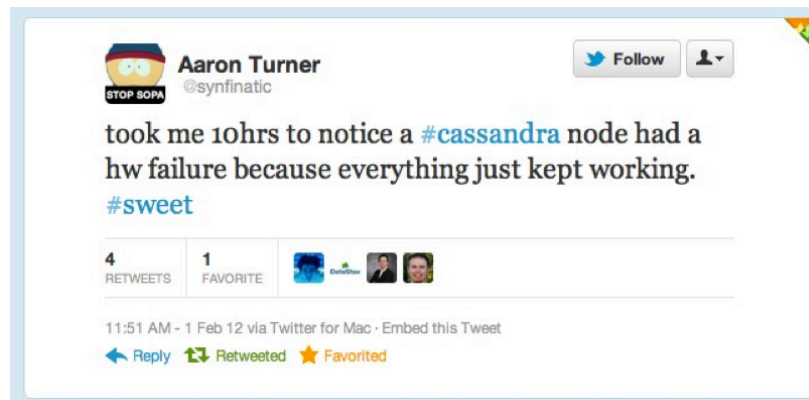 Aaron Turner
@synfinatic
STOP SOPA
Follow
took me 10hrs to notice a #cassandra node had a
hw failure because everything just kept working.
#sweet
4
RETWEETS
1
FAVORITE
DataStax
11:51 AM - 1 Feb 12 via Twitter for Mac · Embed this Tweet
Reply Retweeted Favorited